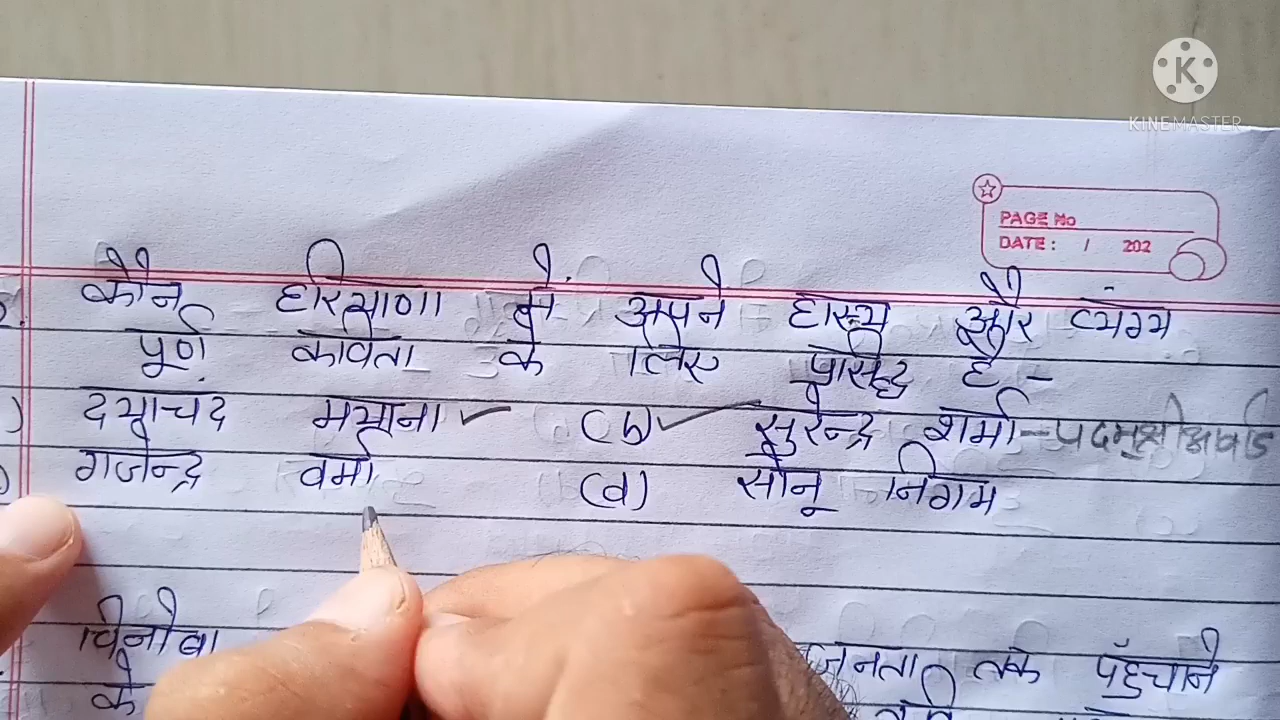 K
KINEMASTER
PAGE No
DATE : / 202
कौन हरियाणा से अपने हास्य और व्यंग्य
पूर्ण कविता के लिए प्रसिद्ध है -
) दयाचंद मयाना ✓ (b) ✓ सुरेन्द्र शर्मा - पदमश्री अवार्ड
) गजेन्द्र वर्मा (d) सोनू निगम
विनोबा जनता तक पहुँचाने
के